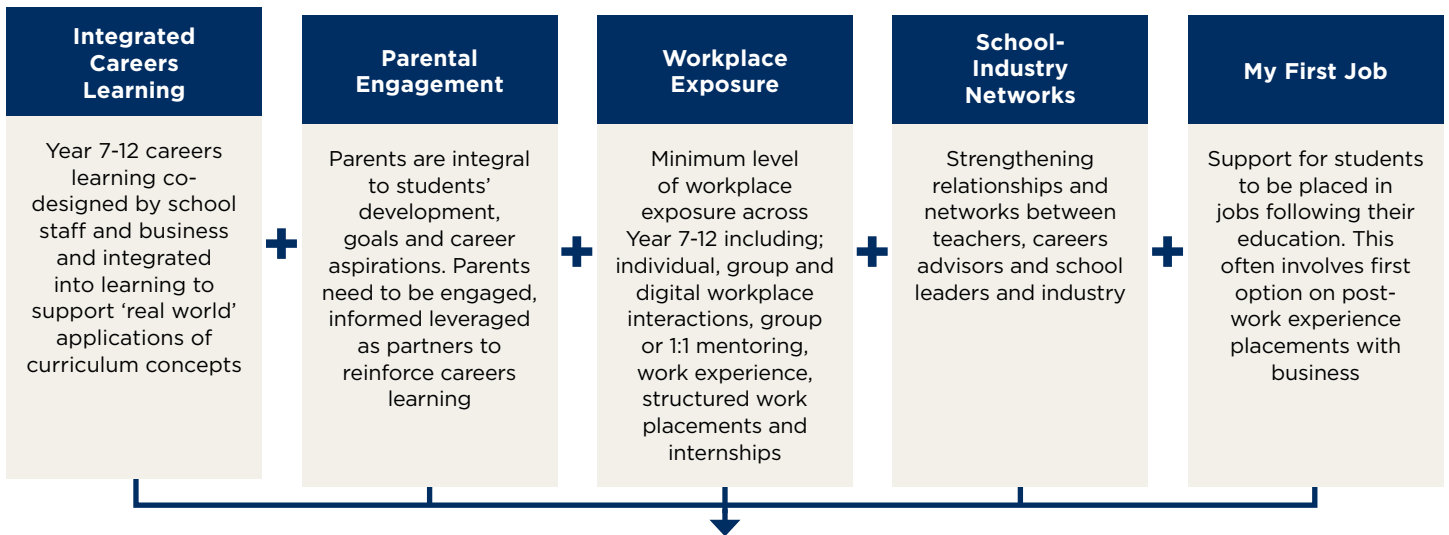 Integrated
Careers
Learning
Year 7-12 careers
learning co-
designed by school
staff and business
and integrated
into learning to
support ‘real world’
applications of
curriculum concepts
Parental
Engagement
Parents are integral
to students’
development,
goals and career
aspirations. Parents
need to be engaged,
informed leveraged
as partners to
reinforce careers
learning
Workplace
Exposure
Minimum level
of workplace
exposure across
Year 7-12 including;
individual, group and
digital workplace
interactions, group
or 1:1 mentoring,
work experience,
structured work
placements and
internships
School-
Industry
Networks
Strengthening
relationships and
networks between
teachers, careers
advisors and school
leaders and industry
My First Job
Support for students
to be placed in
jobs following their
education. This
often involves first
option on post-
work experience
placements with
business